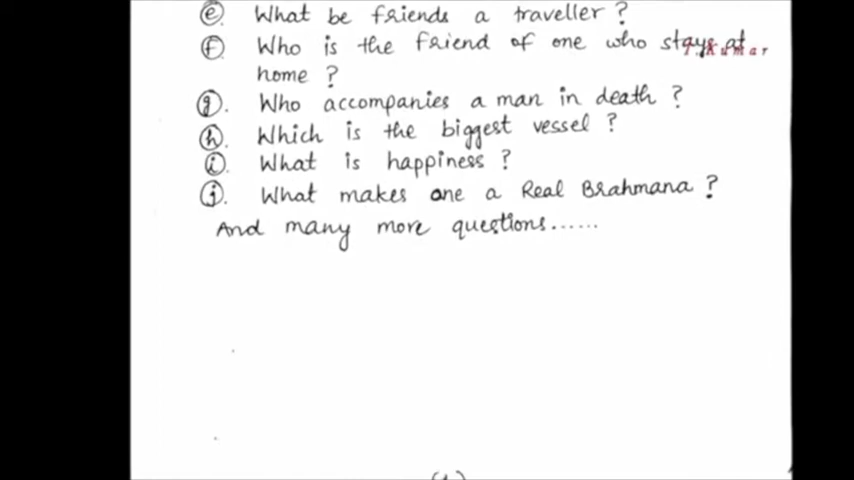 (e). What be friends a traveller ?
(f) Who is the friend of one who stays at
home ?
(g). Who accompanies a man in death ?
(h). Which is the biggest vessel ?
(i). What is happiness ?
(j). What makes one a Real Brahmana ?
And many more questions......